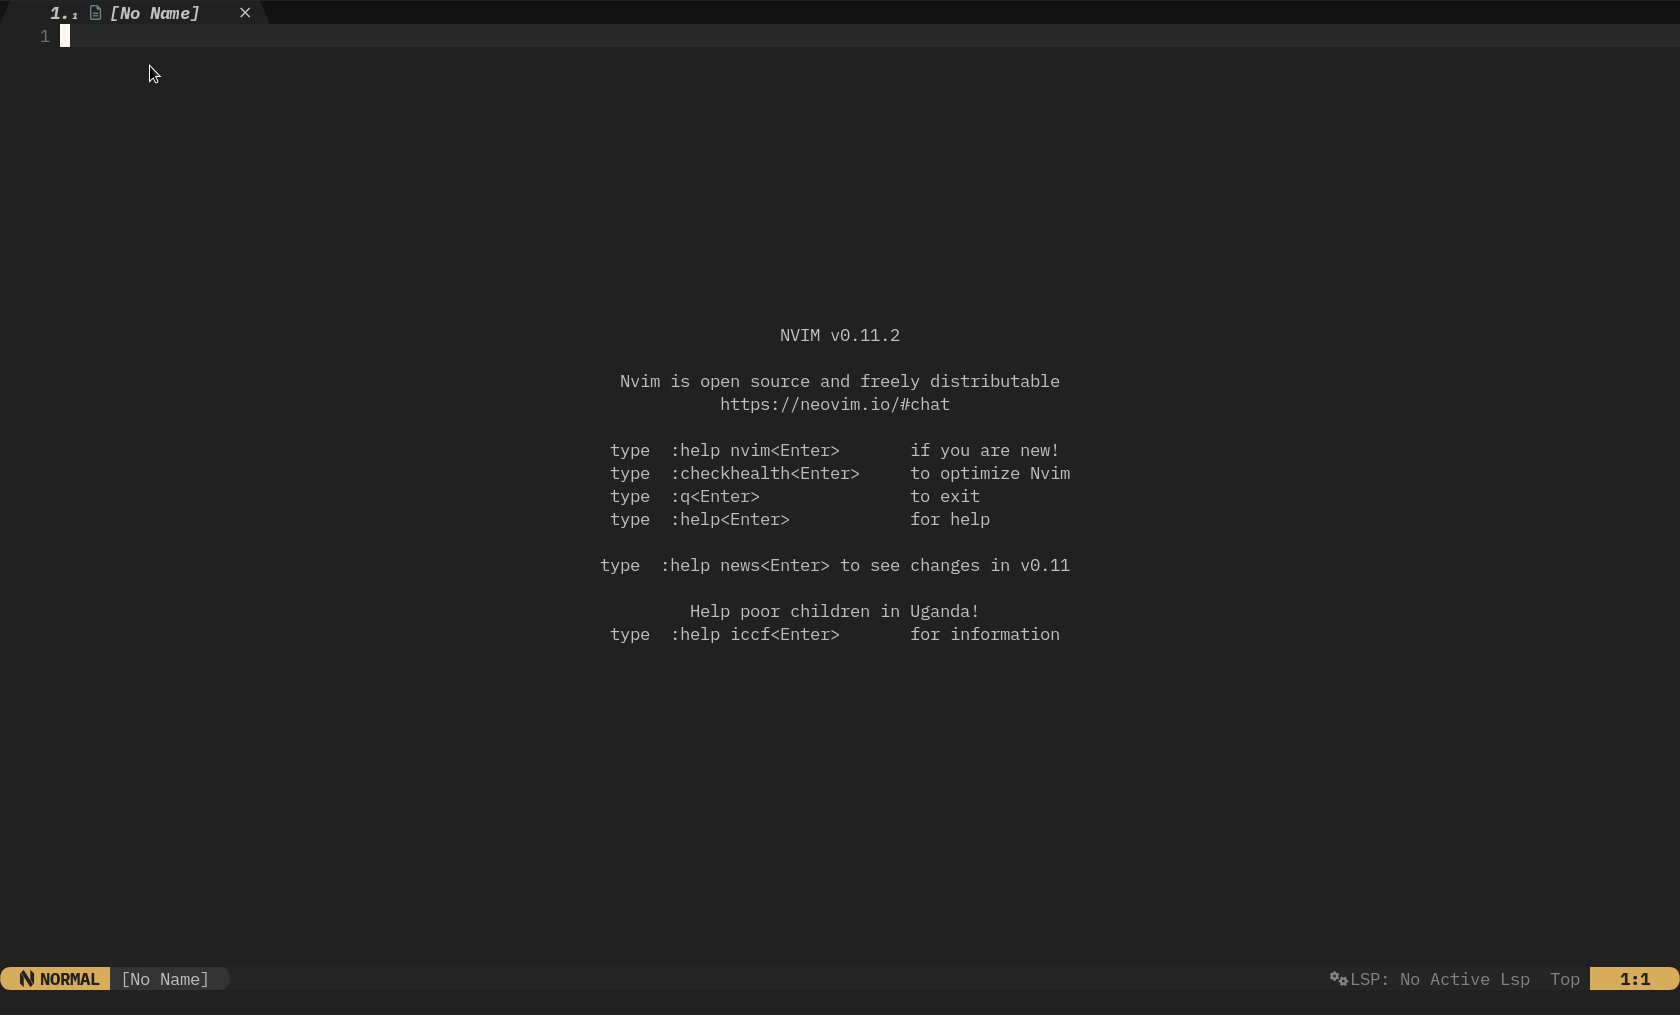 1.₁ [No Name] ×
1
NVIM v0.11.2
Nvim is open source and freely distributable
https://neovim.io/#chat
type :help nvim<Enter> if you are new!
type :checkhealth<Enter> to optimize Nvim
type :q<Enter> to exit
type :help<Enter> for help
type :help news<Enter> to see changes in v0.11
Help poor children in Uganda!
type :help iccf<Enter> for information
NORMAL [No Name] LSP: No Active Lsp Top 1:1